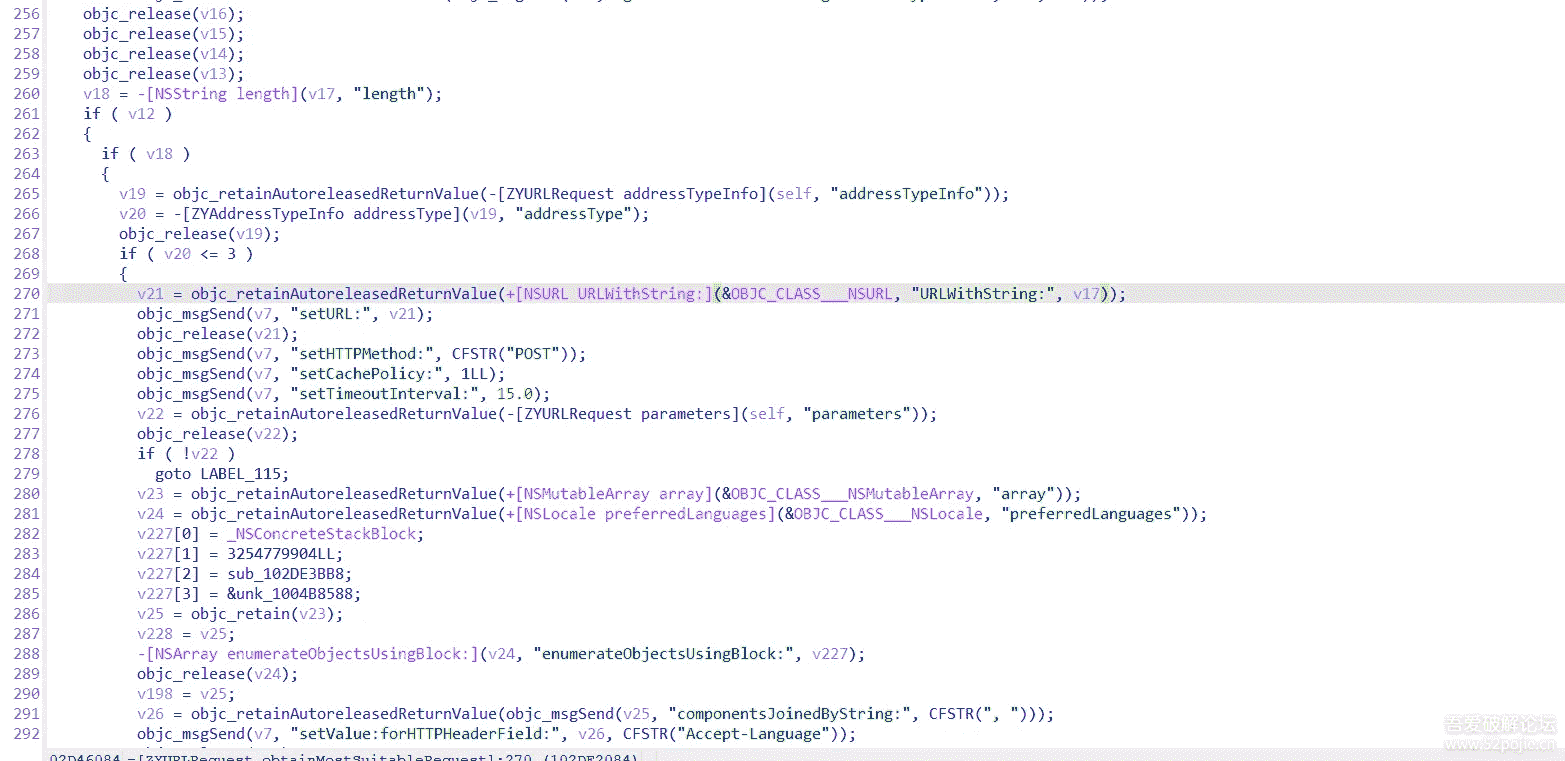 256 objc_release(v16);
257 objc_release(v15);
258 objc_release(v14);
259 objc_release(v13);
260 v18 = -[NSString length](v17, "length");
261 if ( v12 )
262 {
263 if ( v18 )
264 {
265 v19 = objc_retainAutoreleasedReturnValue(-[ZYURLRequest addressTypeInfo](self, "addressTypeInfo"));
266 v20 = -[ZYAddressTypeInfo addressType](v19, "addressType");
267 objc_release(v19);
268 if ( v20 <= 3 )
269 {
270 v21 = objc_retainAutoreleasedReturnValue(+[NSURL URLWithString:](&OBJC_CLASS___NSURL, "URLWithString:", v17));
271 objc_msgSend(v7, "setURL:", v21);
272 objc_release(v21);
273 objc_msgSend(v7, "setHTTPMethod:", CFSTR("POST"));
274 objc_msgSend(v7, "setCachePolicy:", 1LL);
275 objc_msgSend(v7, "setTimeoutInterval:", 15.0);
276 v22 = objc_retainAutoreleasedReturnValue(-[ZYURLRequest parameters](self, "parameters"));
277 objc_release(v22);
278 if ( !v22 )
279 goto LABEL_115;
280 v23 = objc_retainAutoreleasedReturnValue(+[NSMutableArray array](&OBJC_CLASS___NSMutableArray, "array"));
281 v24 = objc_retainAutoreleasedReturnValue(+[NSLocale preferredLanguages](&OBJC_CLASS___NSLocale, "preferredLanguages"));
282 v227[0] = _NSConcreteStackBlock;
283 v227[1] = 3254779904LL;
284 v227[2] = sub_102DE3BB8;
285 v227[3] = &unk_1004B8588;
286 v25 = objc_retain(v23);
287 v228 = v25;
288 -[NSArray enumerateObjectsUsingBlock:](v24, "enumerateObjectsUsingBlock:", v227);
289 objc_release(v24);
290 v198 = v25;
291 v26 = objc_retainAutoreleasedReturnValue(objc_msgSend(v25, "componentsJoinedByString:", CFSTR(", ")));
292 objc_msgSend(v7, "setValue:forHTTPHeaderField:", v26, CFSTR("Accept-Language"));
吾爱破解论坛
www.52pojie.cn